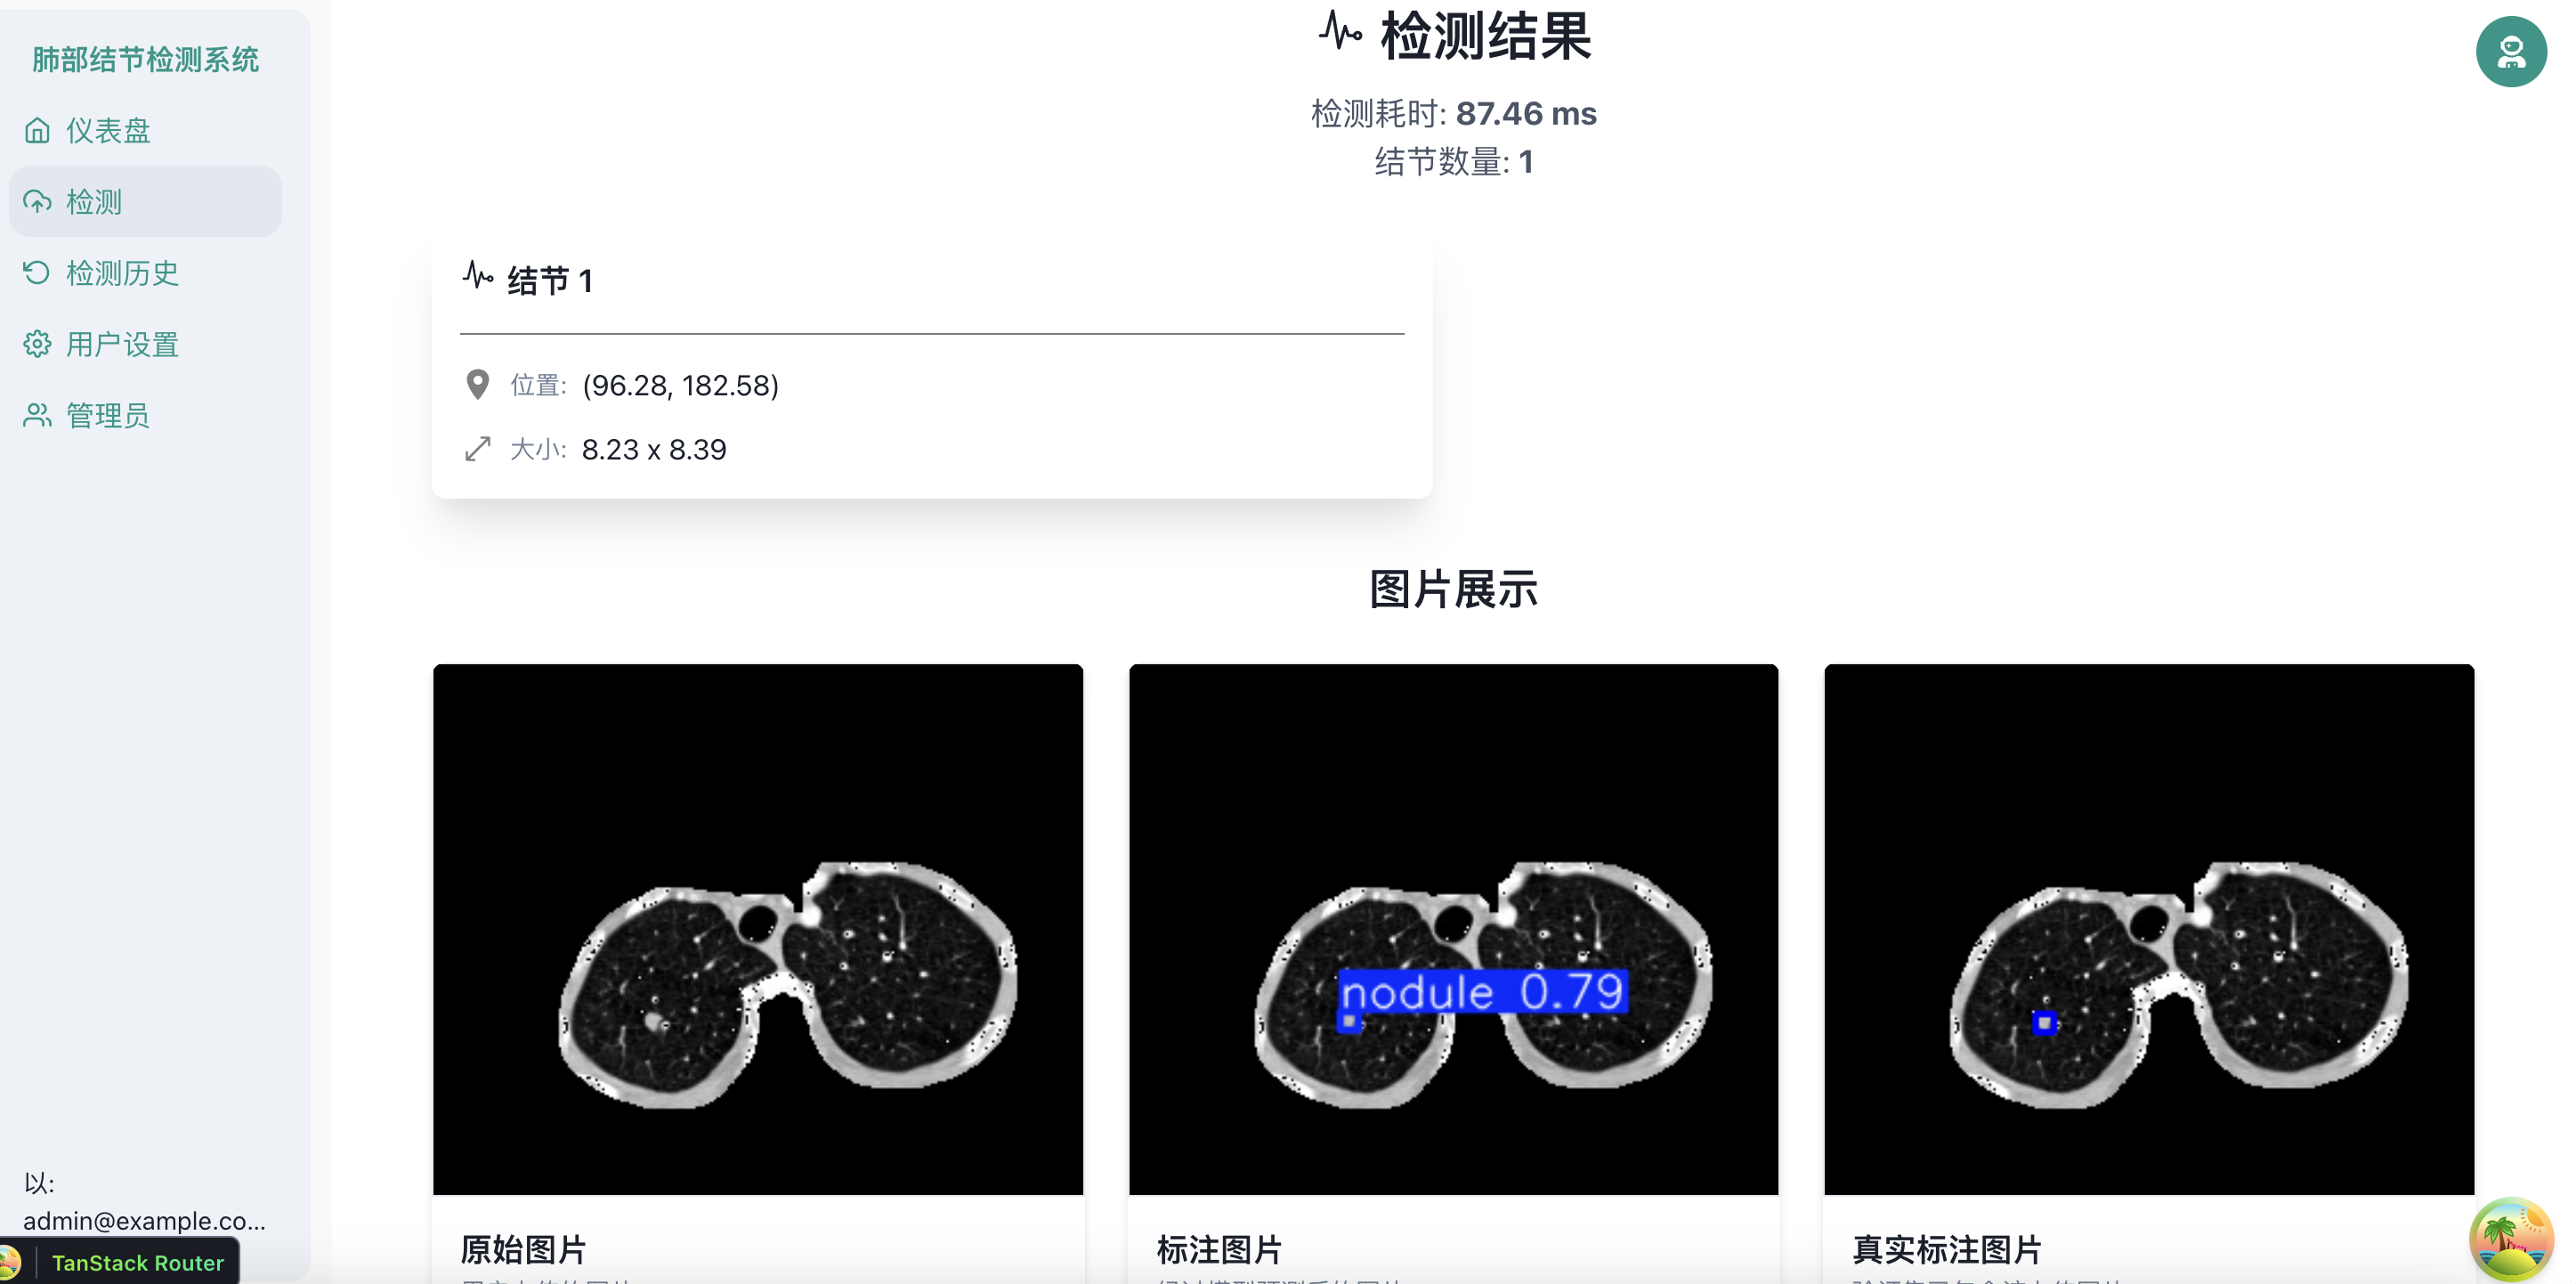 肺部结节检测系统
仪表盘
检测
检测历史
用户设置
管理员
以:
admin@example.co...
TanStack Router
检测结果
检测耗时: 87.46 ms
结节数量: 1
结节 1
位置: (96.28, 182.58)
大小: 8.23 x 8.39
图片展示
nodule 0.79
原始图片
标注图片
真实标注图片